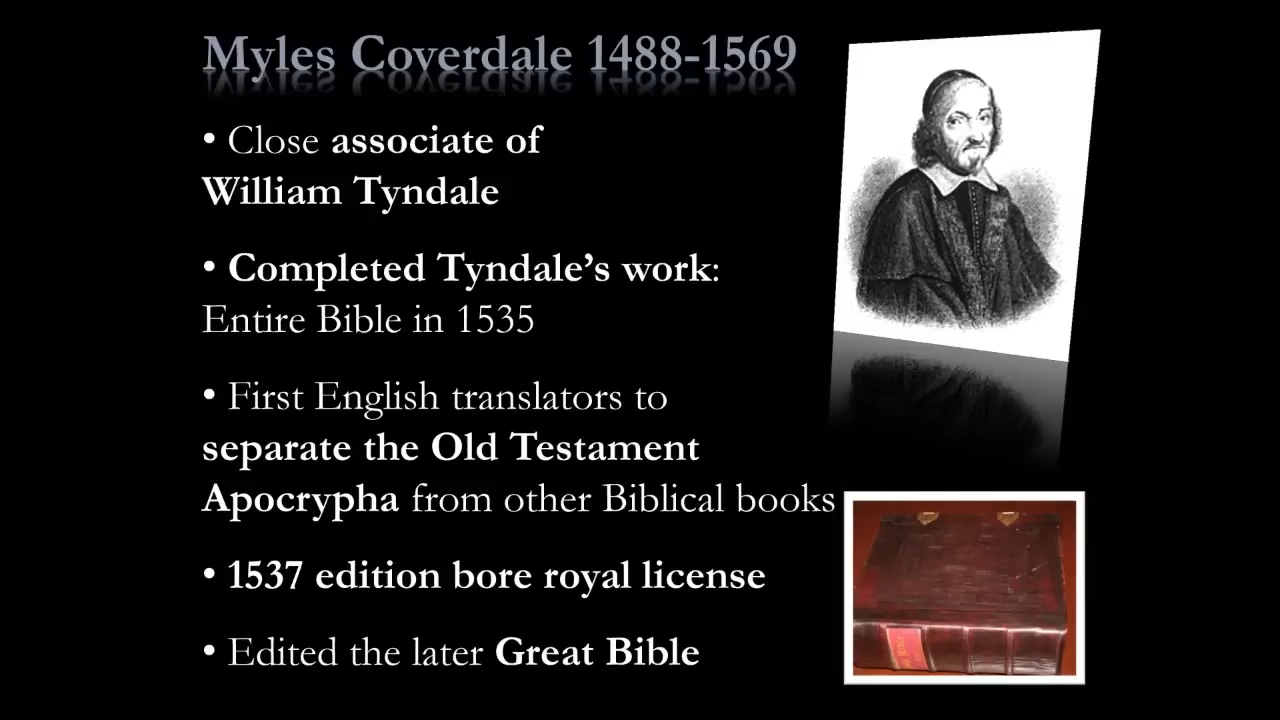 Myles Coverdale 1488-1569
• Close associate of
William Tyndale
• Completed Tyndale’s work:
Entire Bible in 1535
• First English translators to
separate the Old Testament
Apocrypha from other Biblical books
• 1537 edition bore royal license
• Edited the later Great Bible